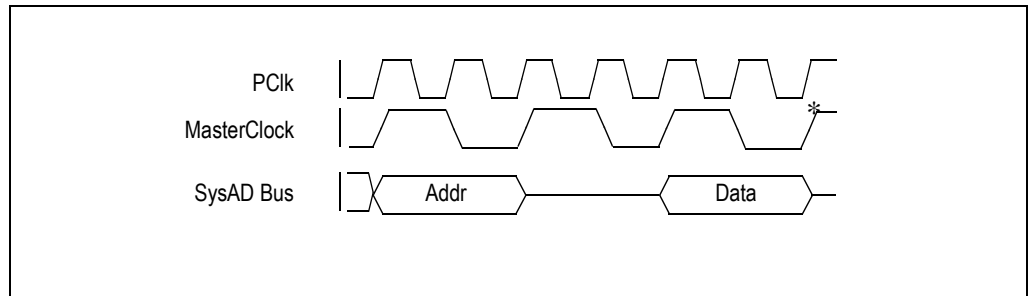 PClk
MasterClock
*
SysAD Bus
Addr
Data